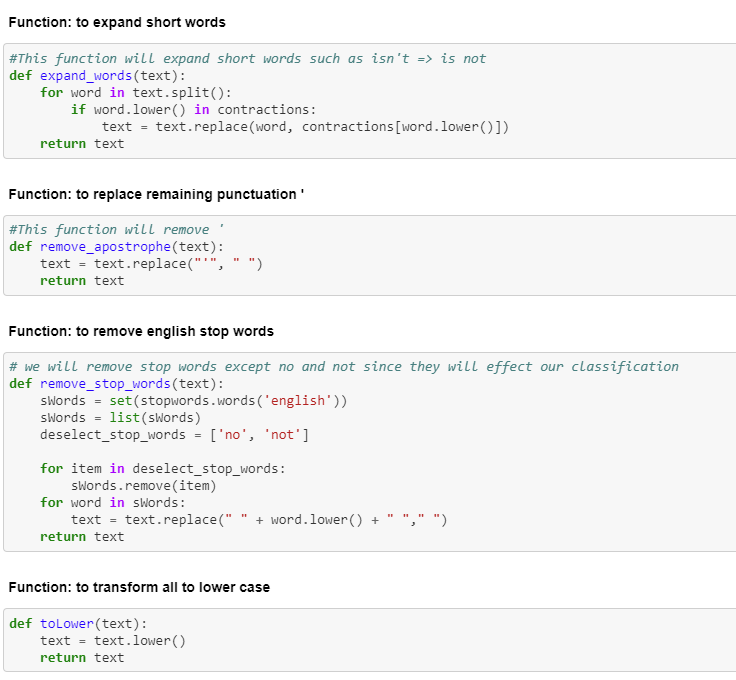 Function: to expand short words
#This function will expand short words such as isn't => is not
def expand_words(text):
    for word in text.split():
        if word.lower() in contractions:
            text = text.replace(word, contractions[word.lower()])
    return text
Function: to replace remaining punctuation '
#This function will remove '
def remove_apostrophe(text):
    text = text.replace("'", " ")
    return text
Function: to remove english stop words
# we will remove stop words except no and not since they will effect our classification
def remove_stop_words(text):
    sWords = set(stopwords.words('english'))
    sWords = list(sWords)
    deselect_stop_words = ['no', 'not']
    for item in deselect_stop_words:
        sWords.remove(item)
    for word in sWords:
        text = text.replace(" " + word.lower() + " "," ")
    return text
Function: to transform all to lower case
def toLower(text):
    text = text.lower()
    return text